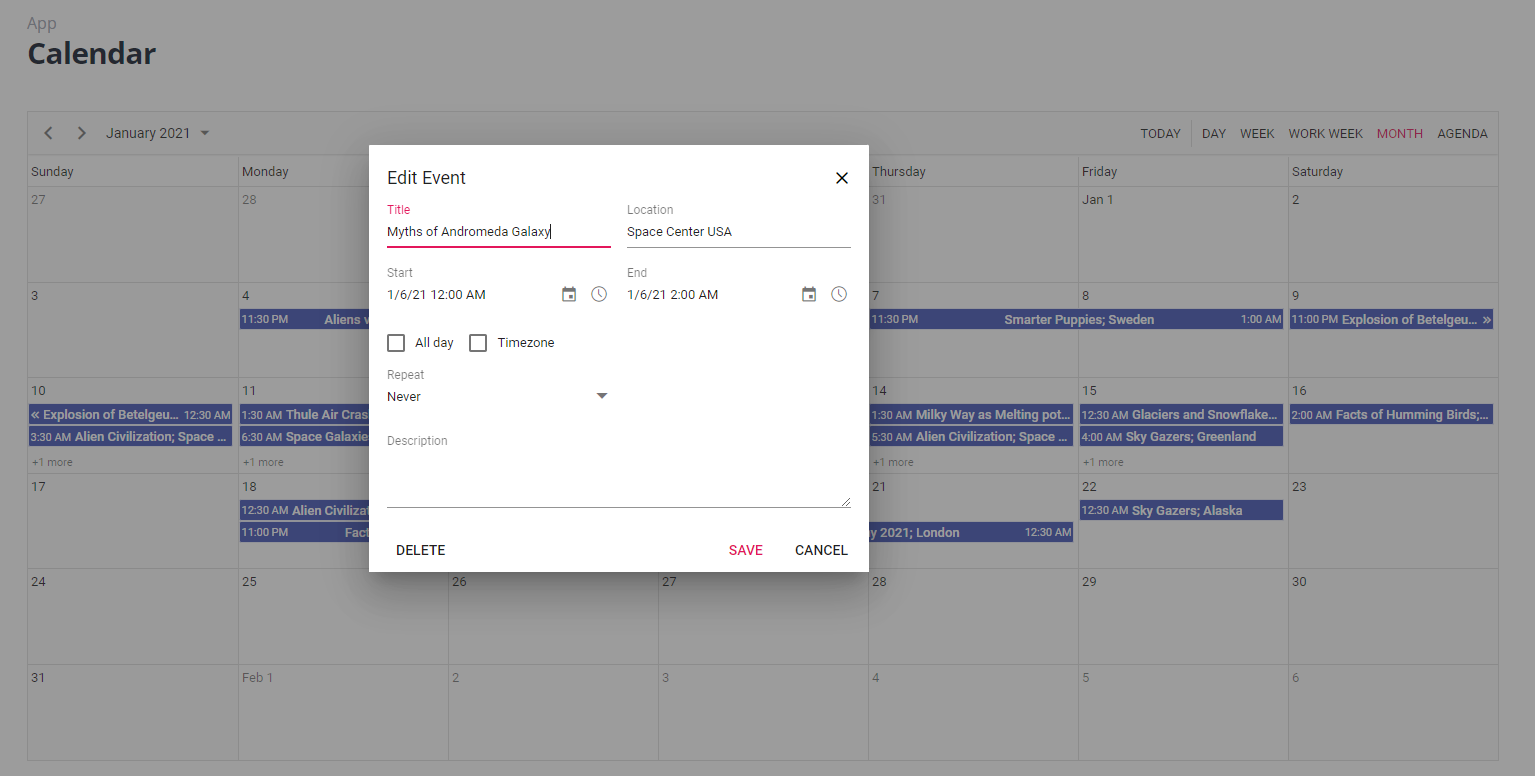 App
Calendar
January 2021
TODAY DAY WEEK WORK WEEK MONTH AGENDA
Sunday Monday Thursday Friday Saturday
27 28 31 Jan 1 2
3 4 7 8 9
11:30 PM Aliens v
11:30 PM Smarter Puppies; Sweden 1:00 AM
11:00 PM Explosion of Betelgeu... »
10 11 14 15 16
« Explosion of Betelgeu... 12:30 AM
1:30 AM Thule Air Cras
1:30 AM Milky Way as Melting pot...
12:30 AM Glaciers and Snowflake...
2:00 AM Facts of Humming Birds;...
3:30 AM Alien Civilization; Space ...
6:30 AM Space Galaxie
5:30 AM Alien Civilization; Space ...
4:00 AM Sky Gazers; Greenland
+1 more +1 more +1 more +1 more
17 18 21 22 23
12:30 AM Alien Civilizat
12:30 AM Sky Gazers; Alaska
11:00 PM Fact
y 2021; London 12:30 AM
24 25 26 27 28 29 30
31 Feb 1 2 3 4 5 6
Edit Event
Title Location
Myths of Andromeda Galaxy Space Center USA
Start End
1/6/21 12:00 AM 1/6/21 2:00 AM
All day Timezone
Repeat
Never
Description
DELETE SAVE CANCEL